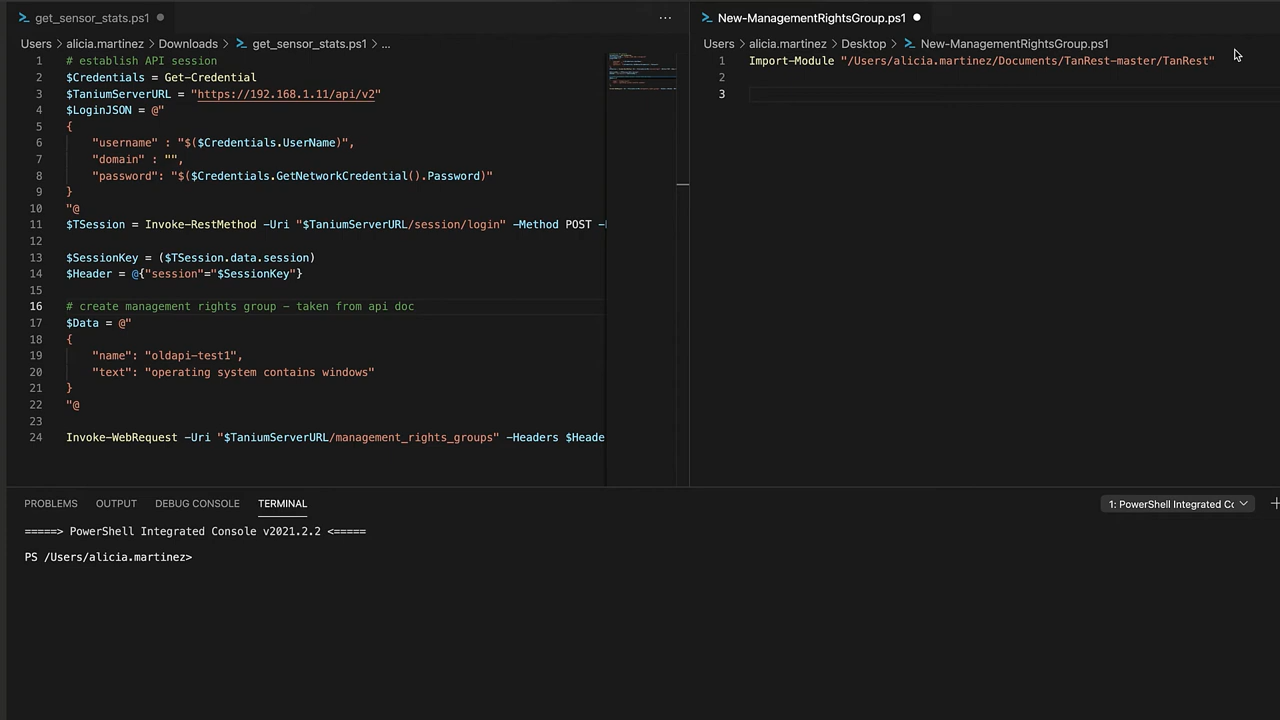 get_sensor_stats.ps1
Users > alicia.martinez > Downloads > get_sensor_stats.ps1 > ...
1 # establish API session
2 $Credentials = Get-Credential
3 $TaniumServerURL = "https://192.168.1.11/api/v2"
4 $LoginJSON = @"
5 {
6 "username" : "$($Credentials.UserName)",
7 "domain" : "",
8 "password": "$($Credentials.GetNetworkCredential().Password)"
9 }
10 "@
11 $TSession = Invoke-RestMethod -Uri "$TaniumServerURL/session/login" -Method POST -
12
13 $SessionKey = ($TSession.data.session)
14 $Header = @{"session"="$SessionKey"}
15
16 # create management rights group - taken from api doc
17 $Data = @"
18 {
19 "name": "oldapi-test1",
20 "text": "operating system contains windows"
21 }
22 "@
23
24 Invoke-WebRequest -Uri "$TaniumServerURL/management_rights_groups" -Headers $Heade
New-ManagementRightsGroup.ps1
Users > alicia.martinez > Desktop > New-ManagementRightsGroup.ps1
1 Import-Module "/Users/alicia.martinez/Documents/TanRest-master/TanRest"
2
3
PROBLEMS OUTPUT DEBUG CONSOLE TERMINAL
1: PowerShell Integrated Cc
=====> PowerShell Integrated Console v2021.2.2 <=====
PS /Users/alicia.martinez>